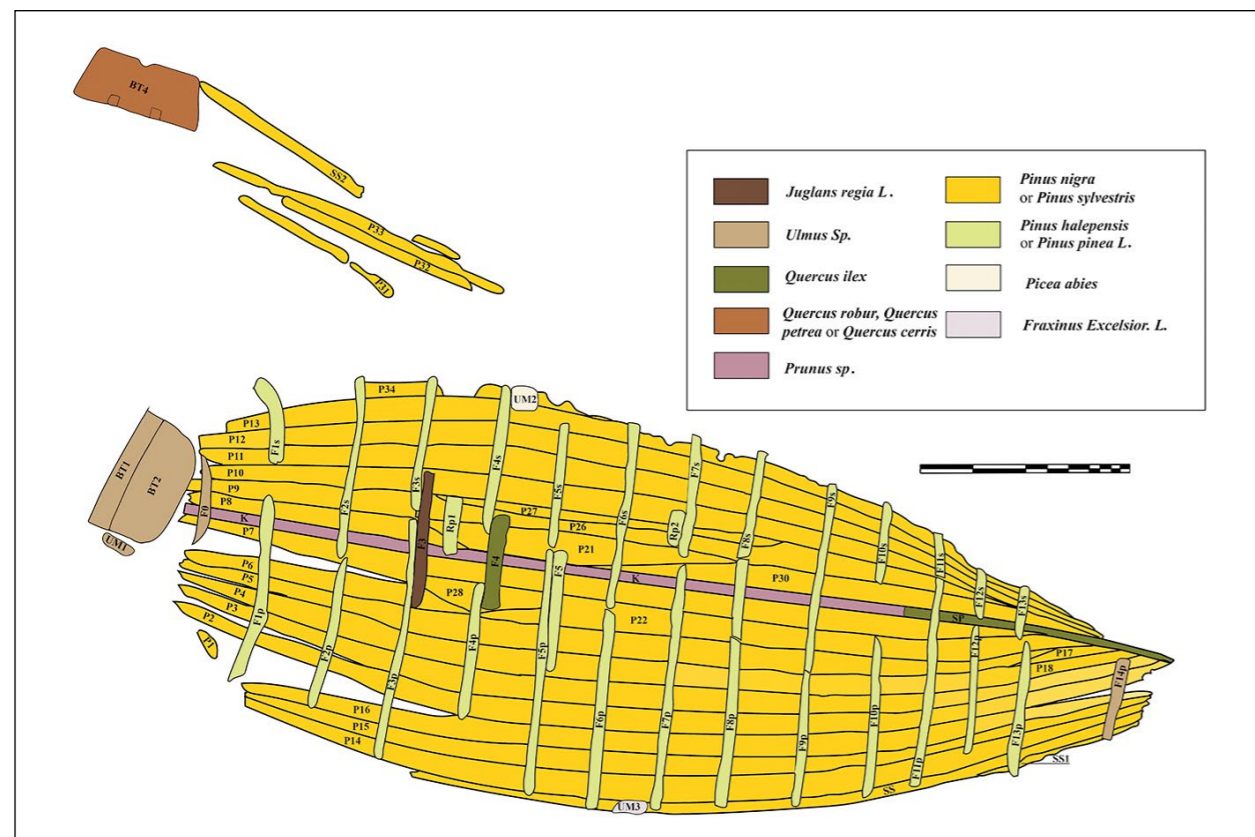 BT4
SS2
P33
P32
P31
Juglans regia L.
Ulmus Sp.
Quercus ilex
Quercus robur, Quercus
petrea or Quercus cerris
Prunus sp.
Pinus nigra
or Pinus sylvestris
Pinus halepensis
or Pinus pinea L.
Picea abies
Fraxinus Excelsior. L.
P34
UM2
P13
P12
P11
P10
P9
P8
P7
K
F1s
F2s
F3s
F4s
F5s
F6s
F7s
F8s
F9s
F10s
F11s
F12s
F13s
BT1
BT2
UM1
F0
F3
Rp1
F4
P27
P26
P21
Rp2
F5
K
P30
SP
P6
P5
P4
P3
P2
P1
P28
P22
P17
P18
F1p
F2p
F3p
F4p
F5p
F6p
F7p
F8p
F9p
F10p
F11p
F12p
F13p
F14p
P16
P15
P14
UM3
SS
SS1